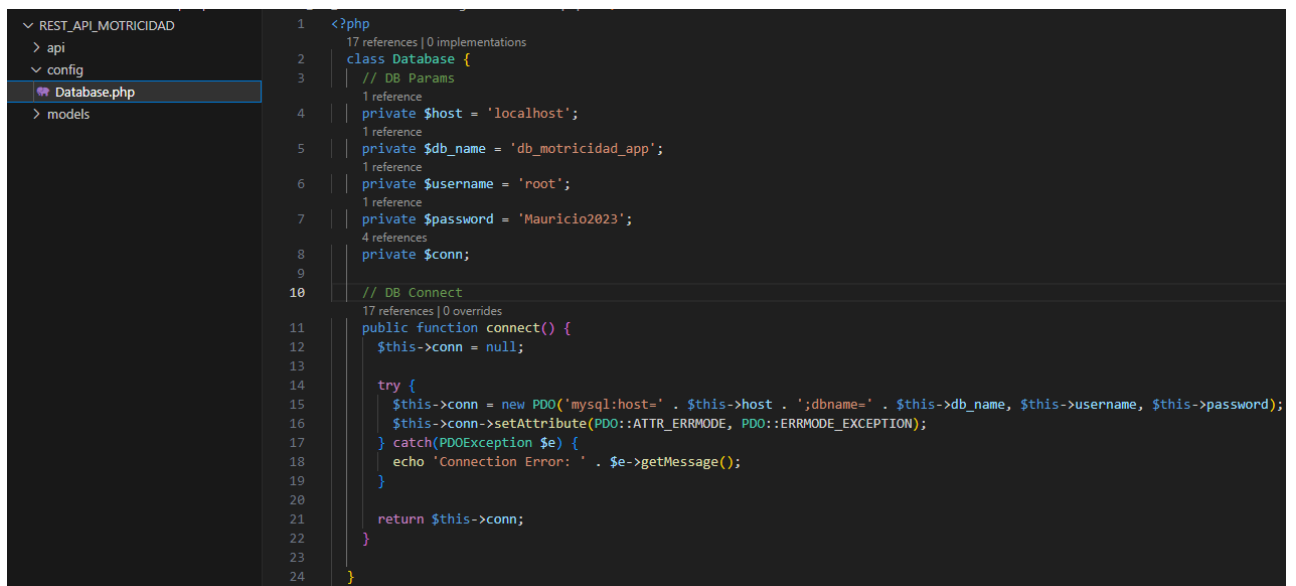 REST_API_MOTRICIDAD
api
config
Database.php
models
1 <?php
17 references | 0 implementations
2 class Database {
3 // DB Params
1 reference
4 private $host = 'localhost';
1 reference
5 private $db_name = 'db_motricidad_app';
1 reference
6 private $username = 'root';
1 reference
7 private $password = 'Mauricio2023';
4 references
8 private $conn;
9
10 // DB Connect
17 references | 0 overrides
11 public function connect() {
12 $this->conn = null;
13
14 try {
15 $this->conn = new PDO('mysql:host=' . $this->host . ';dbname=' . $this->db_name, $this->username, $this->password);
16 $this->conn->setAttribute(PDO::ATTR_ERRMODE, PDO::ERRMODE_EXCEPTION);
17 } catch(PDOException $e) {
18 echo 'Connection Error: ' . $e->getMessage();
19 }
20
21 return $this->conn;
22 }
23
24 }